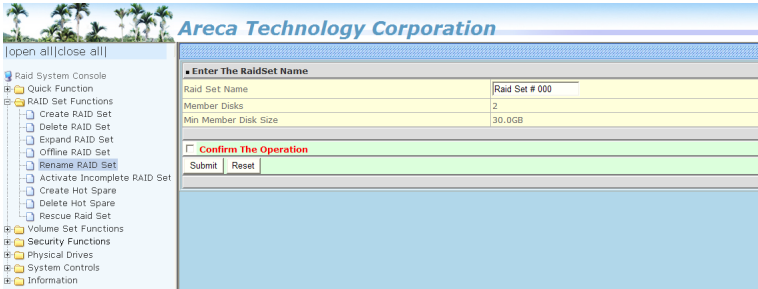 Areca Technology Corporation
|open all|close all|
Raid System Console
Quick Function
RAID Set Functions
Create RAID Set
Delete RAID Set
Expand RAID Set
Offline RAID Set
Rename RAID Set
Activate Incomplete RAID Set
Create Hot Spare
Delete Hot Spare
Rescue Raid Set
Volume Set Functions
Security Functions
Physical Drives
System Controls
Information
Enter The RaidSet Name
Raid Set Name Raid Set # 000
Member Disks 2
Min Member Disk Size 30.0GB
Confirm The Operation
Submit Reset